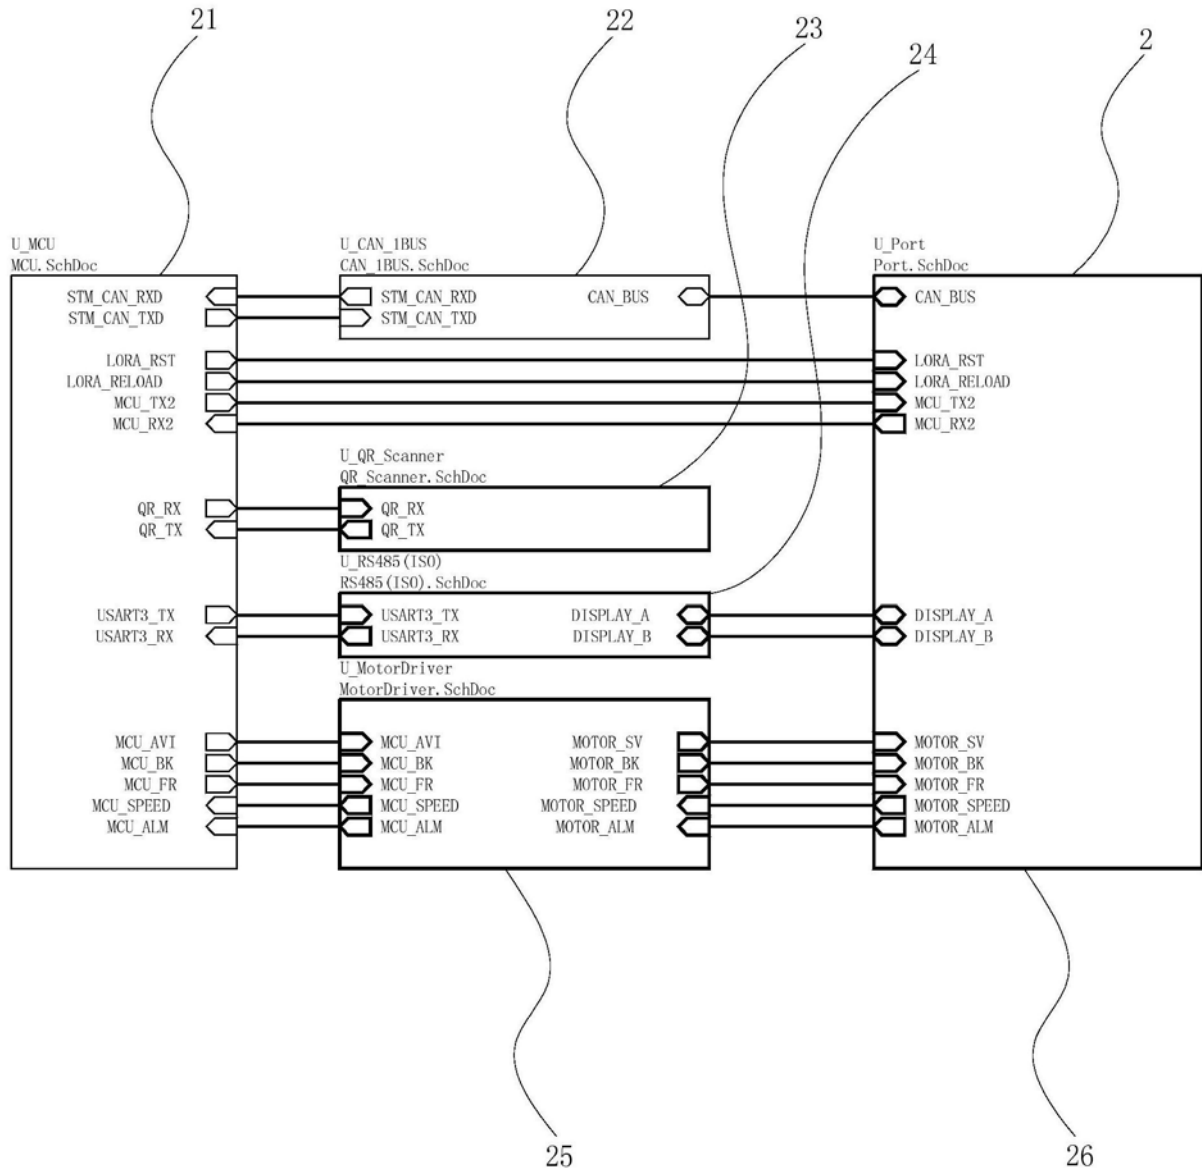 21
22
23
24
2
U_MCU
MCU.SchDoc
STM_CAN_RXD
STM_CAN_TXD
LORA_RST
LORA_RELOAD
MCU_TX2
MCU_RX2
QR_RX
QR_TX
USART3_TX
USART3_RX
MCU_AVI
MCU_BK
MCU_FR
MCU_SPEED
MCU_ALM
U_CAN_1BUS
CAN_1BUS.SchDoc
STM_CAN_RXD
STM_CAN_TXD
CAN_BUS
U_QR_Scanner
QR_Scanner.SchDoc
QR_RX
QR_TX
U_RS485(ISO)
RS485(ISO).SchDoc
USART3_TX
USART3_RX
DISPLAY_A
DISPLAY_B
U_MotorDriver
MotorDriver.SchDoc
MCU_AVI
MCU_BK
MCU_FR
MCU_SPEED
MCU_ALM
MOTOR_SV
MOTOR_BK
MOTOR_FR
MOTOR_SPEED
MOTOR_ALM
U_Port
Port.SchDoc
CAN_BUS
LORA_RST
LORA_RELOAD
MCU_TX2
MCU_RX2
DISPLAY_A
DISPLAY_B
MOTOR_SV
MOTOR_BK
MOTOR_FR
MOTOR_SPEED
MOTOR_ALM
25
26